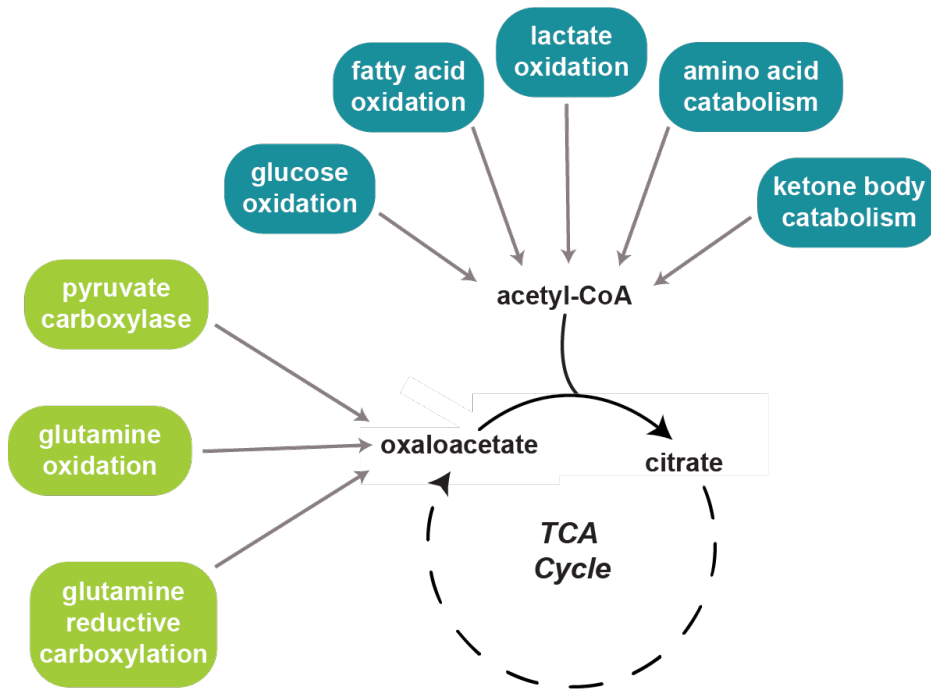 lactate
oxidation
fatty acid
oxidation
amino acid
catabolism
glucose
oxidation
ketone body
catabolism
pyruvate
carboxylase
acetyl-CoA
glutamine
oxidation
oxaloacetate
citrate
TCA
Cycle
glutamine
reductive
carboxylation